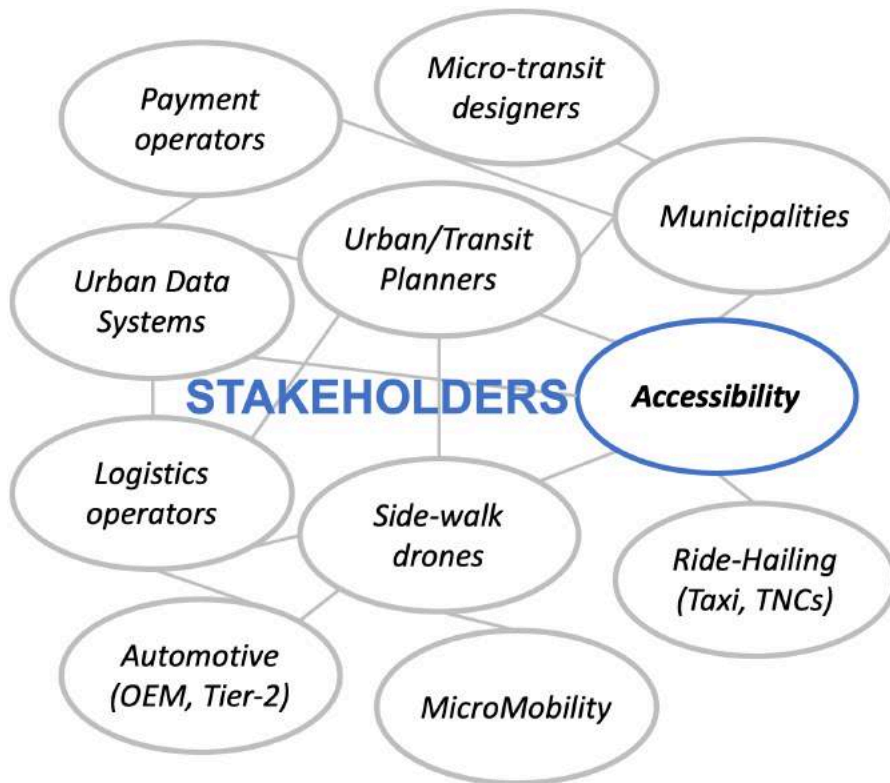 Payment
operators
Micro-transit
designers
Municipalities
Urban/Transit
Planners
Urban Data
Systems
STAKEHOLDERS
Accessibility
Logistics
operators
Side-walk
drones
Ride-Hailing
(Taxi, TNCs)
Automotive
(OEM, Tier-2)
MicroMobility